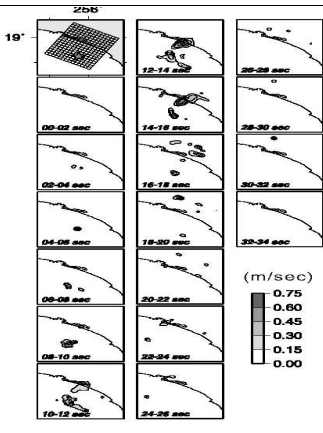 256°
19°
00-02 sec
02-04 sec
04-06 sec
06-08 sec
08-10 sec
10-12 sec
12-14 sec
14-16 sec
16-18 sec
18-20 sec
20-22 sec
22-24 sec
24-26 sec
26-28 sec
28-30 sec
30-32 sec
32-34 sec
(m/sec)
0.75
0.60
0.45
0.30
0.15
0.00